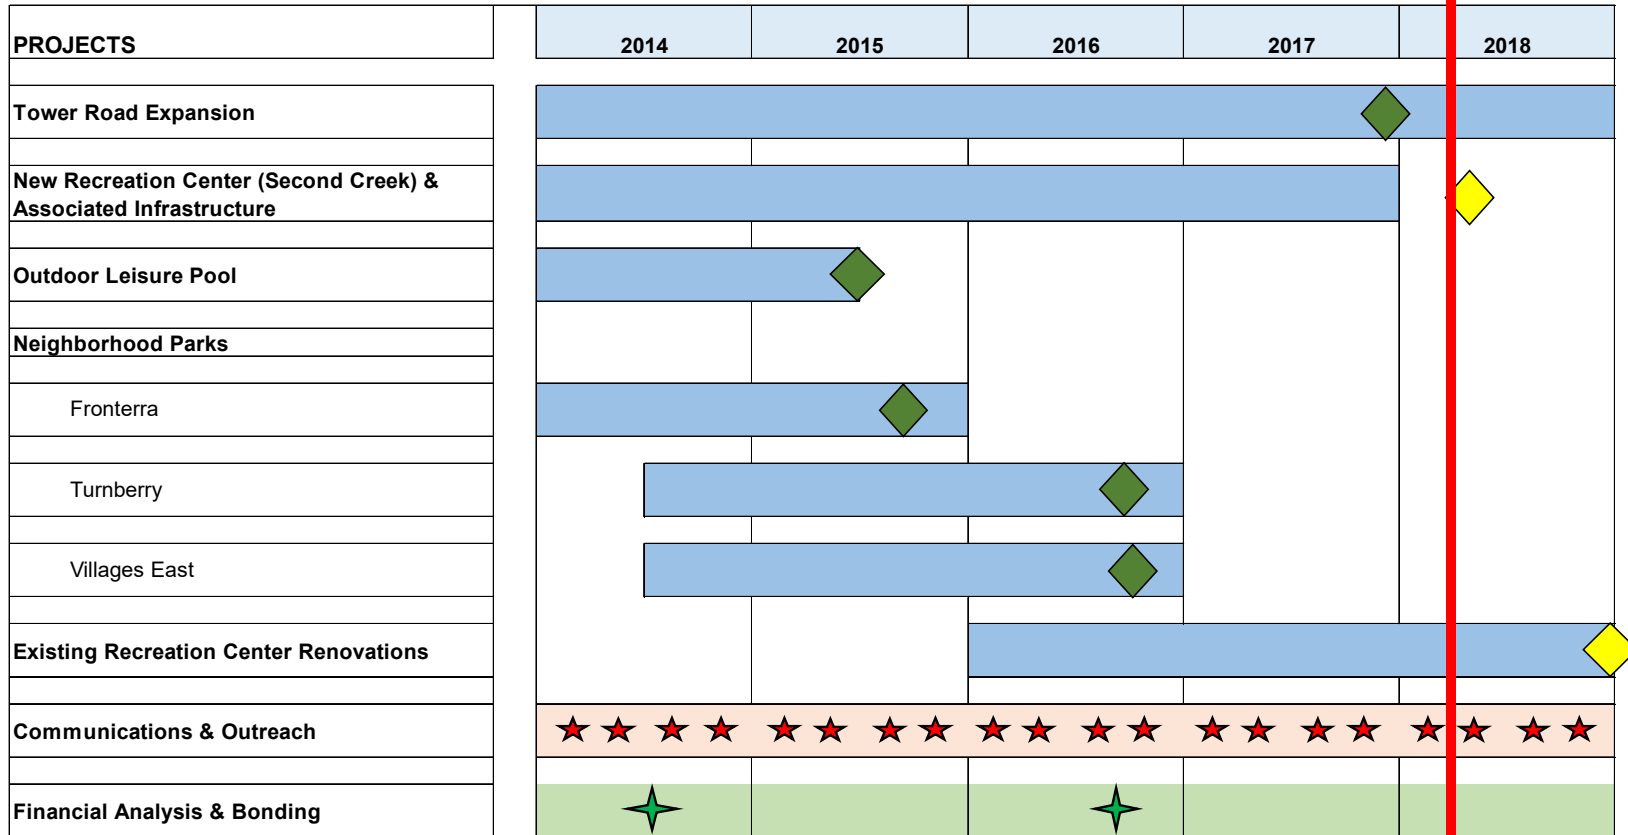 PROJECTS 2014 2015 2016 2017 2018
Tower Road Expansion
New Recreation Center (Second Creek) &
Associated Infrastructure
Outdoor Leisure Pool
Neighborhood Parks
Fronterra
Turnberry
Villages East
Existing Recreation Center Renovations
Communications & Outreach
Financial Analysis & Bonding